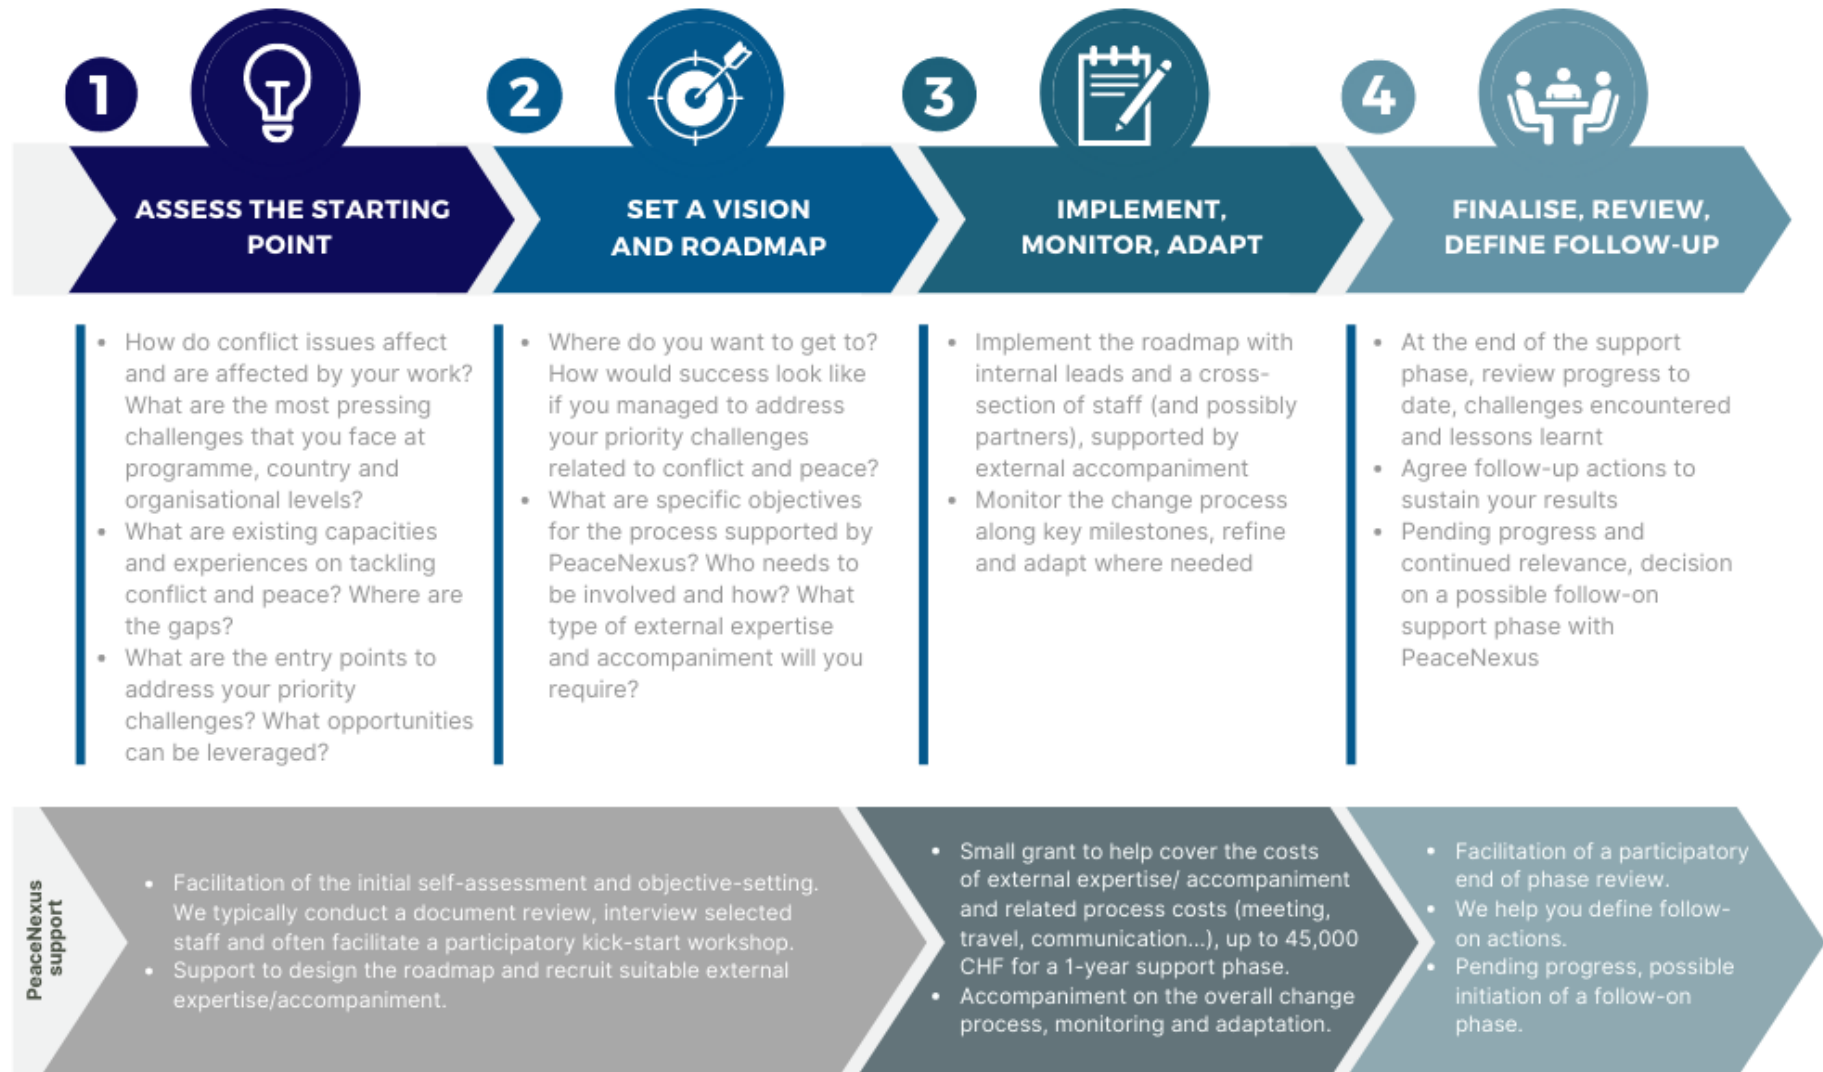 1
ASSESS THE STARTING
POINT
• How do conflict issues affect
and are affected by your work?
What are the most pressing
challenges that you face at
programme, country and
organisational levels?
• What are existing capacities
and experiences on tackling
conflict and peace? Where are
the gaps?
• What are the entry points to
address your priority
challenges? What opportunities
can be leveraged?
2
SET A VISION
AND ROADMAP
• Where do you want to get to?
How would success look like
if you managed to address
your priority challenges
related to conflict and peace?
• What are specific objectives
for the process supported by
PeaceNexus? Who needs to
be involved and how? What
type of external expertise
and accompaniment will you
require?
3
IMPLEMENT,
MONITOR, ADAPT
• Implement the roadmap with
internal leads and a cross-
section of staff (and possibly
partners), supported by
external accompaniment
• Monitor the change process
along key milestones, refine
and adapt where needed
4
FINALISE, REVIEW,
DEFINE FOLLOW-UP
• At the end of the support
phase, review progress to
date, challenges encountered
and lessons learnt
• Agree follow-up actions to
sustain your results
• Pending progress and
continued relevance, decision
on a possible follow-on
support phase with
PeaceNexus
PeaceNexus
support
• Facilitation of the initial self-assessment and objective-setting.
We typically conduct a document review, interview selected
staff and often facilitate a participatory kick-start workshop.
• Support to design the roadmap and recruit suitable external
expertise/accompaniment.
• Small grant to help cover the costs
of external expertise/ accompaniment
and related process costs (meeting,
travel, communication...), up to 45,000
CHF for a 1-year support phase.
• Accompaniment on the overall change
process, monitoring and adaptation.
• Facilitation of a participatory
end of phase review.
• We help you define follow-
on actions.
• Pending progress, possible
initiation of a follow-on
phase.